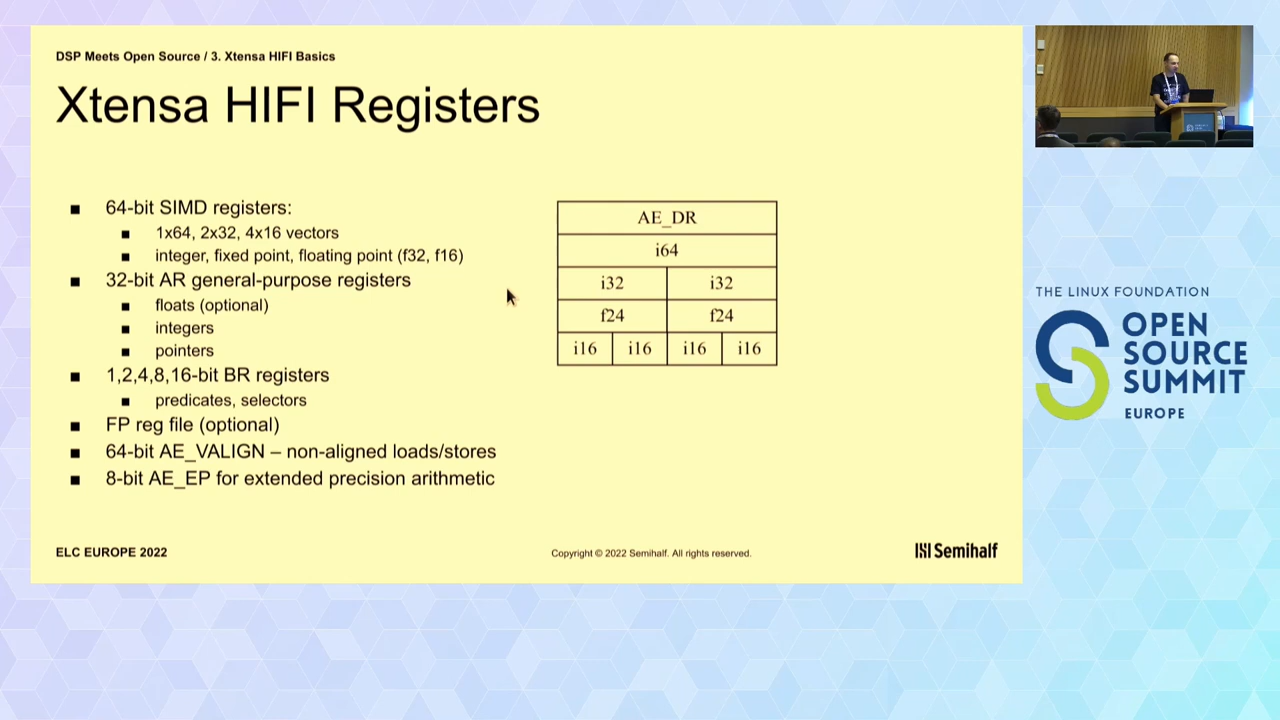 DSP Meets Open Source / 3. Xtensa HIFI Basics
Xtensa HIFI Registers
64-bit SIMD registers:
1x64, 2x32, 4x16 vectors
integer, fixed point, floating point (f32, f16)
32-bit AR general-purpose registers
floats (optional)
integers
pointers
1,2,4,8,16-bit BR registers
predicates, selectors
FP reg file (optional)
64-bit AE_VALIGN – non-aligned loads/stores
8-bit AE_EP for extended precision arithmetic
AE_DR
i64
i32 i32
f24 f24
i16 i16 i16 i16
ELC EUROPE 2022
Copyright © 2022 Semihalf. All rights reserved.
Semihalf
THE LINUX FOUNDATION
OPEN
SOURCE
SUMMIT
EUROPE